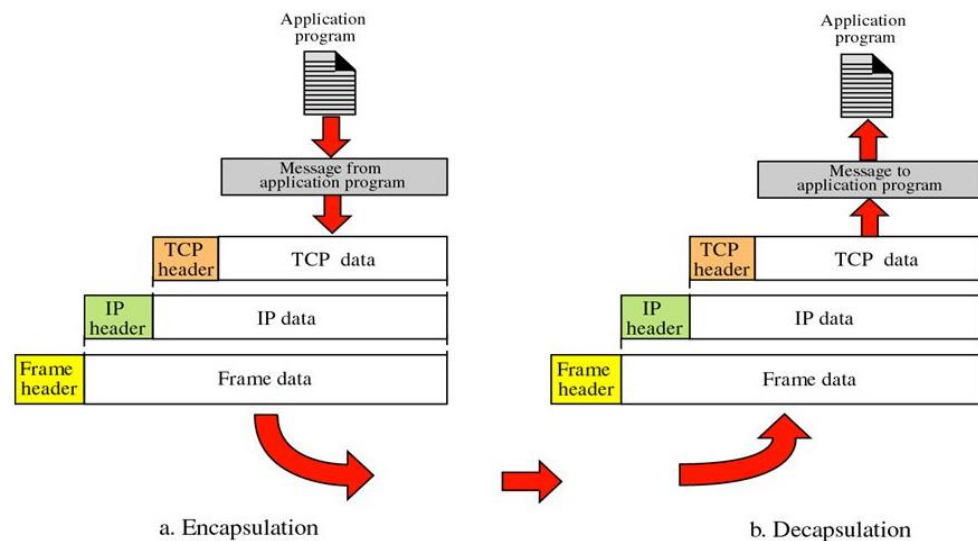 Application
program
Message from
application program
TCP
header
TCP data
IP
header
IP data
Frame
header
Frame data
a. Encapsulation
Application
program
Message to
application program
TCP
header
TCP data
IP
header
IP data
Frame
header
Frame data
b. Decapsulation